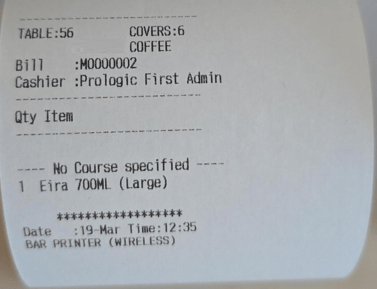 ------------------------------
TABLE:56 COVERS:6
COFFEE
Bill :M0000002
Cashier :Prologic First Admin
------------------------------
Qty Item
------------------------------
---- No Course specified ----
1 Eira 700ML (Large)
******************
Date :19-Mar Time:12:35
BAR PRINTER (WIRELESS)